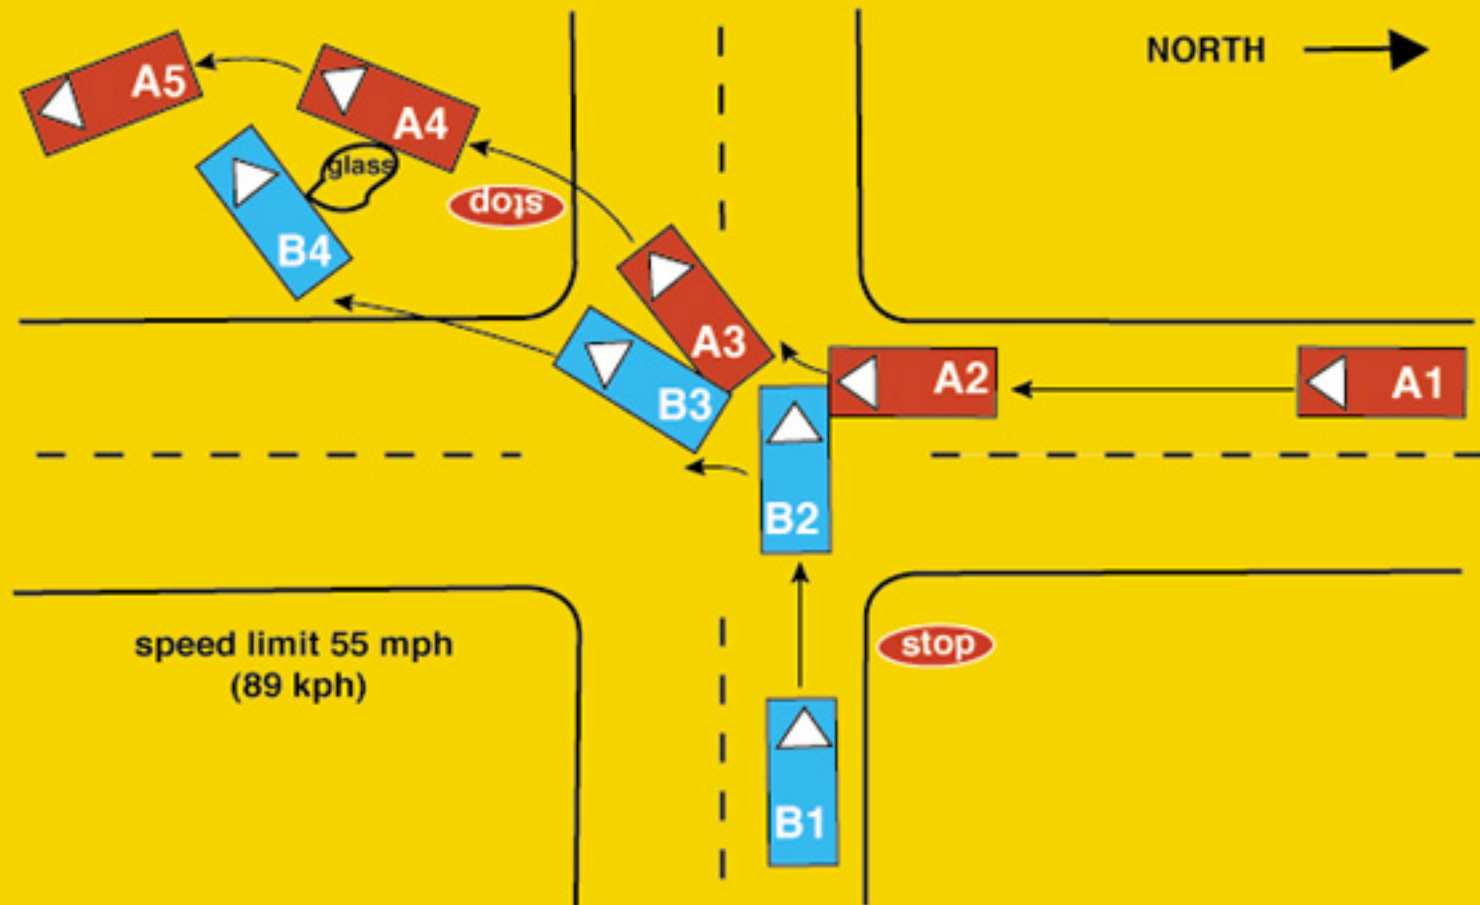 NORTH
A5
A4
glass
stop
B4
A3
A2
A1
B3
B2
stop
speed limit 55 mph
(89 kph)
B1